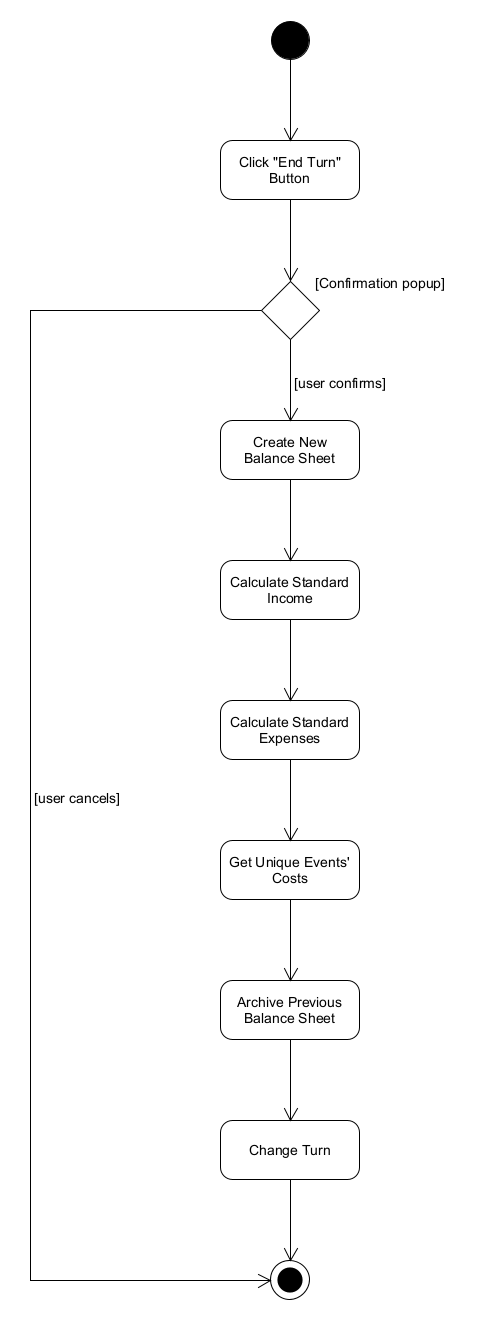 Click "End Turn"
Button
[Confirmation popup]
[user confirms]
Create New
Balance Sheet
Calculate Standard
Income
Calculate Standard
Expenses
[user cancels]
Get Unique Events'
Costs
Archive Previous
Balance Sheet
Change Turn